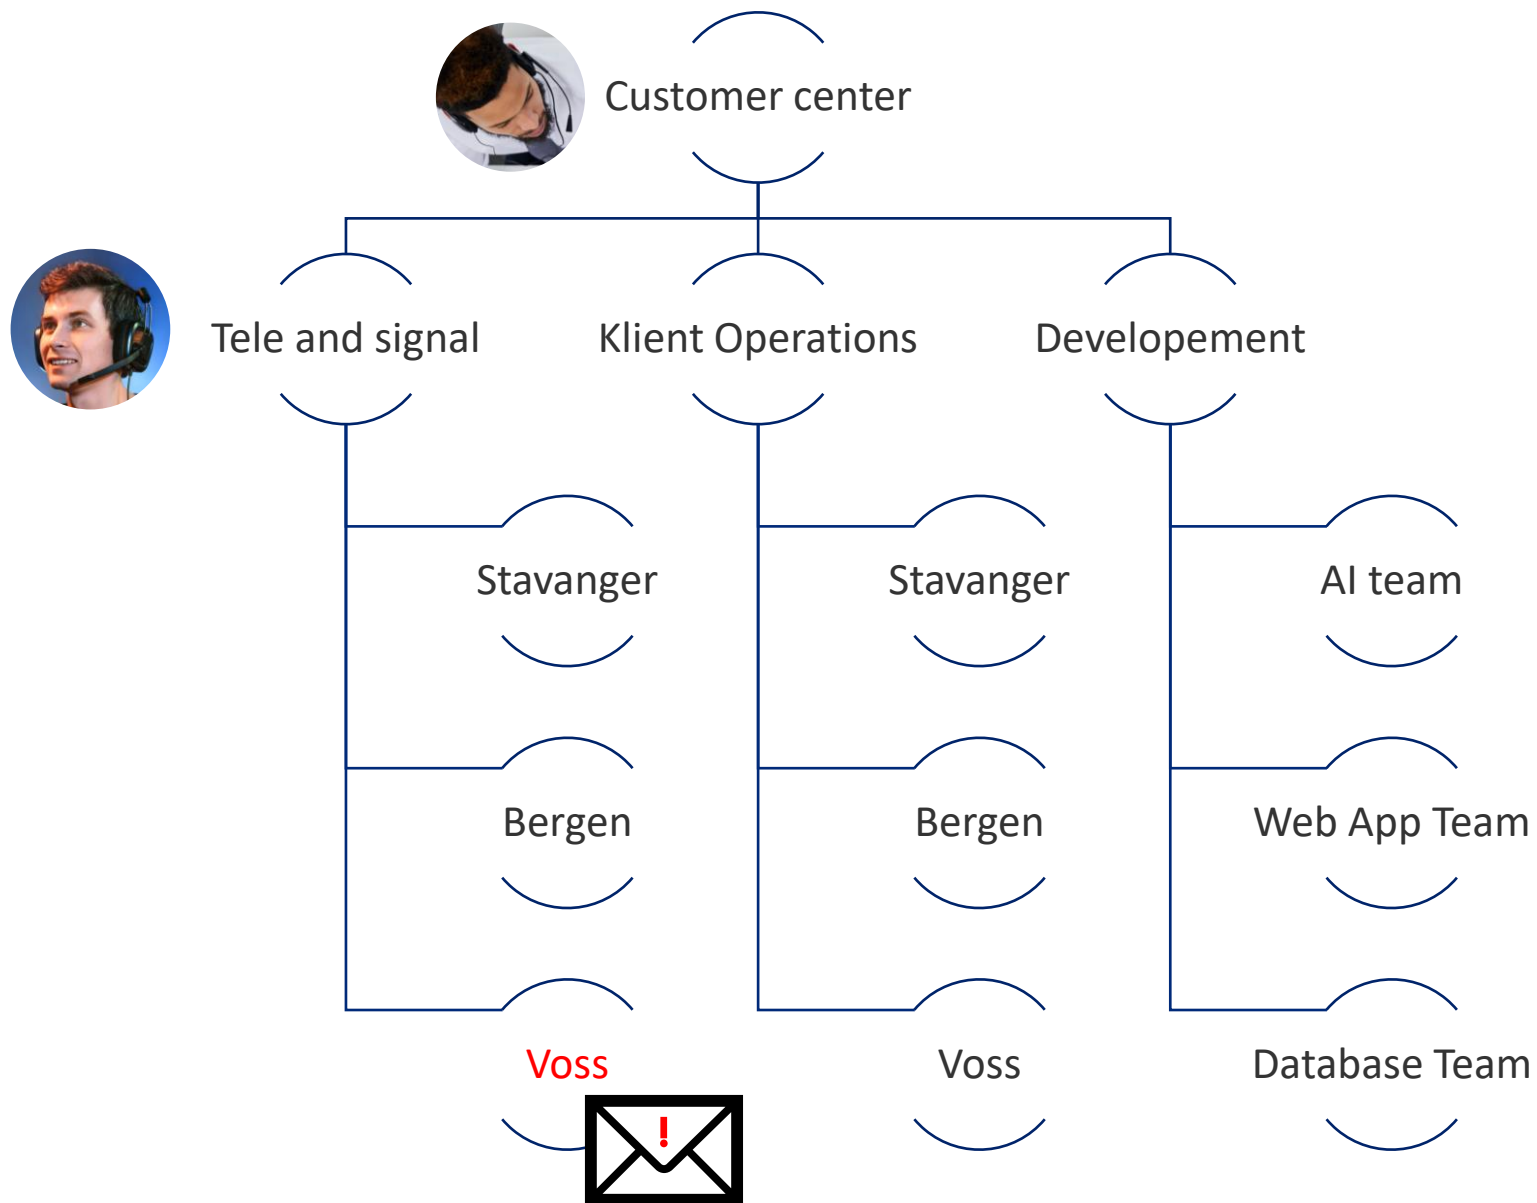 Customer center
Tele and signal
Klient Operations
Developement
Stavanger
Stavanger
AI team
Bergen
Bergen
Web App Team
Voss
Voss
Database Team
!